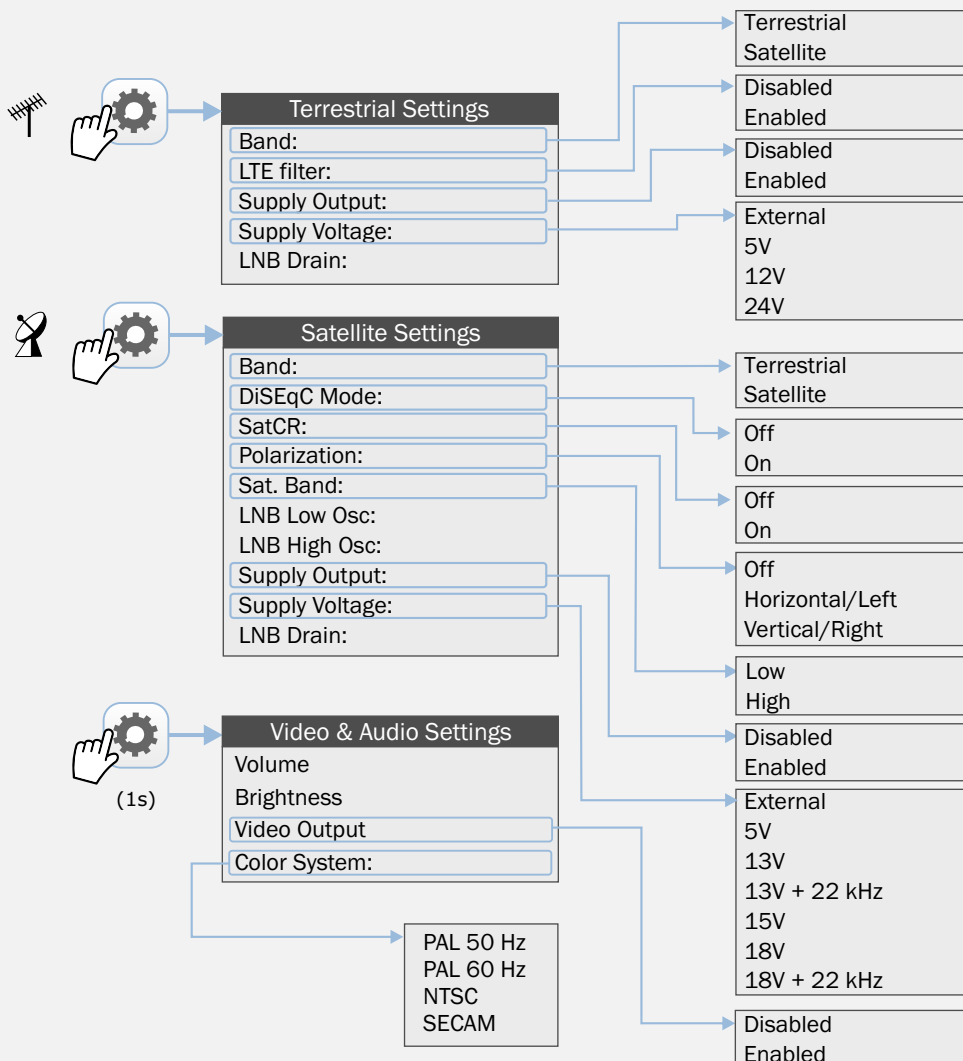 Terrestrial Settings
Band:
LTE filter:
Supply Output:
Supply Voltage:
LNB Drain:
Terrestrial
Satellite
Disabled
Enabled
Disabled
Enabled
External
5V
12V
24V
Satellite Settings
Band:
DiSEqC Mode:
SatCR:
Polarization:
Sat. Band:
LNB Low Osc:
LNB High Osc:
Supply Output:
Supply Voltage:
LNB Drain:
Terrestrial
Satellite
Off
On
Off
On
Off
Horizontal/Left
Vertical/Right
Low
High
Disabled
Enabled
External
5V
13V
13V + 22 kHz
15V
18V
18V + 22 kHz
(1s)
Video & Audio Settings
Volume
Brightness
Video Output
Color System:
PAL 50 Hz
PAL 60 Hz
NTSC
SECAM
Disabled
Enabled